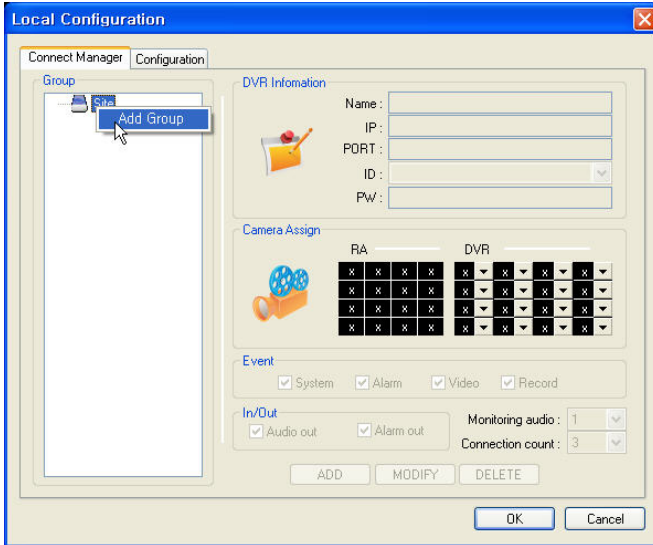 Local Configuration
Connect Manager
Configuration
Group
Site
Add Group
DVR Infomation
Name :
IP :
PORT :
ID :
PW :
Camera Assign
RA
DVR
x x x x x x x x
x x x x x x x x
x x x x x x x x
x x x x x x x x
Event
System Alarm Video Record
In/Out
Audio out Alarm out
Monitoring audio : 1
Connection count : 3
ADD MODIFY DELETE
OK Cancel